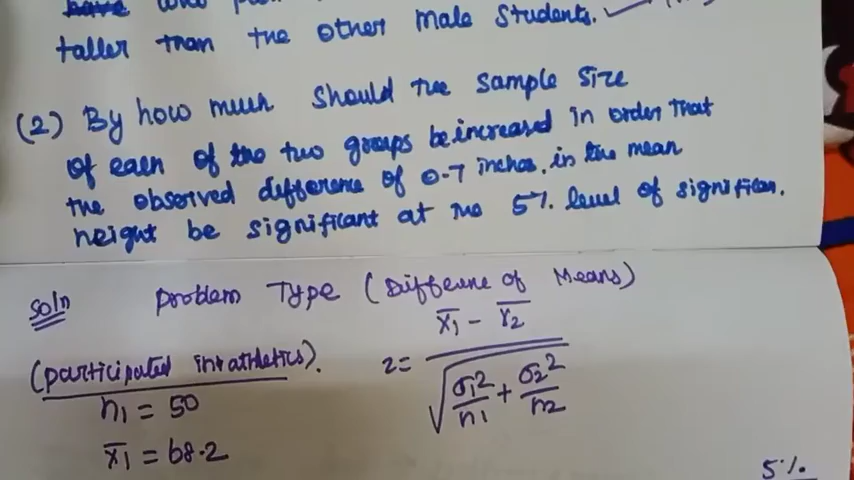 taller than the other male students.
(2) By how much should the sample size
of each of the two groups be increased in order that
the observed difference of 0.7 inches. in the mean
height be significant at the 5% level of significan.
Soln Problem Type (Difference of Means)
(participated in athletics).
z = x̄1 - x̄2 / √(σ1²/n1 + σ2²/n2)
n1 = 50
x̄1 = 68.2
5%